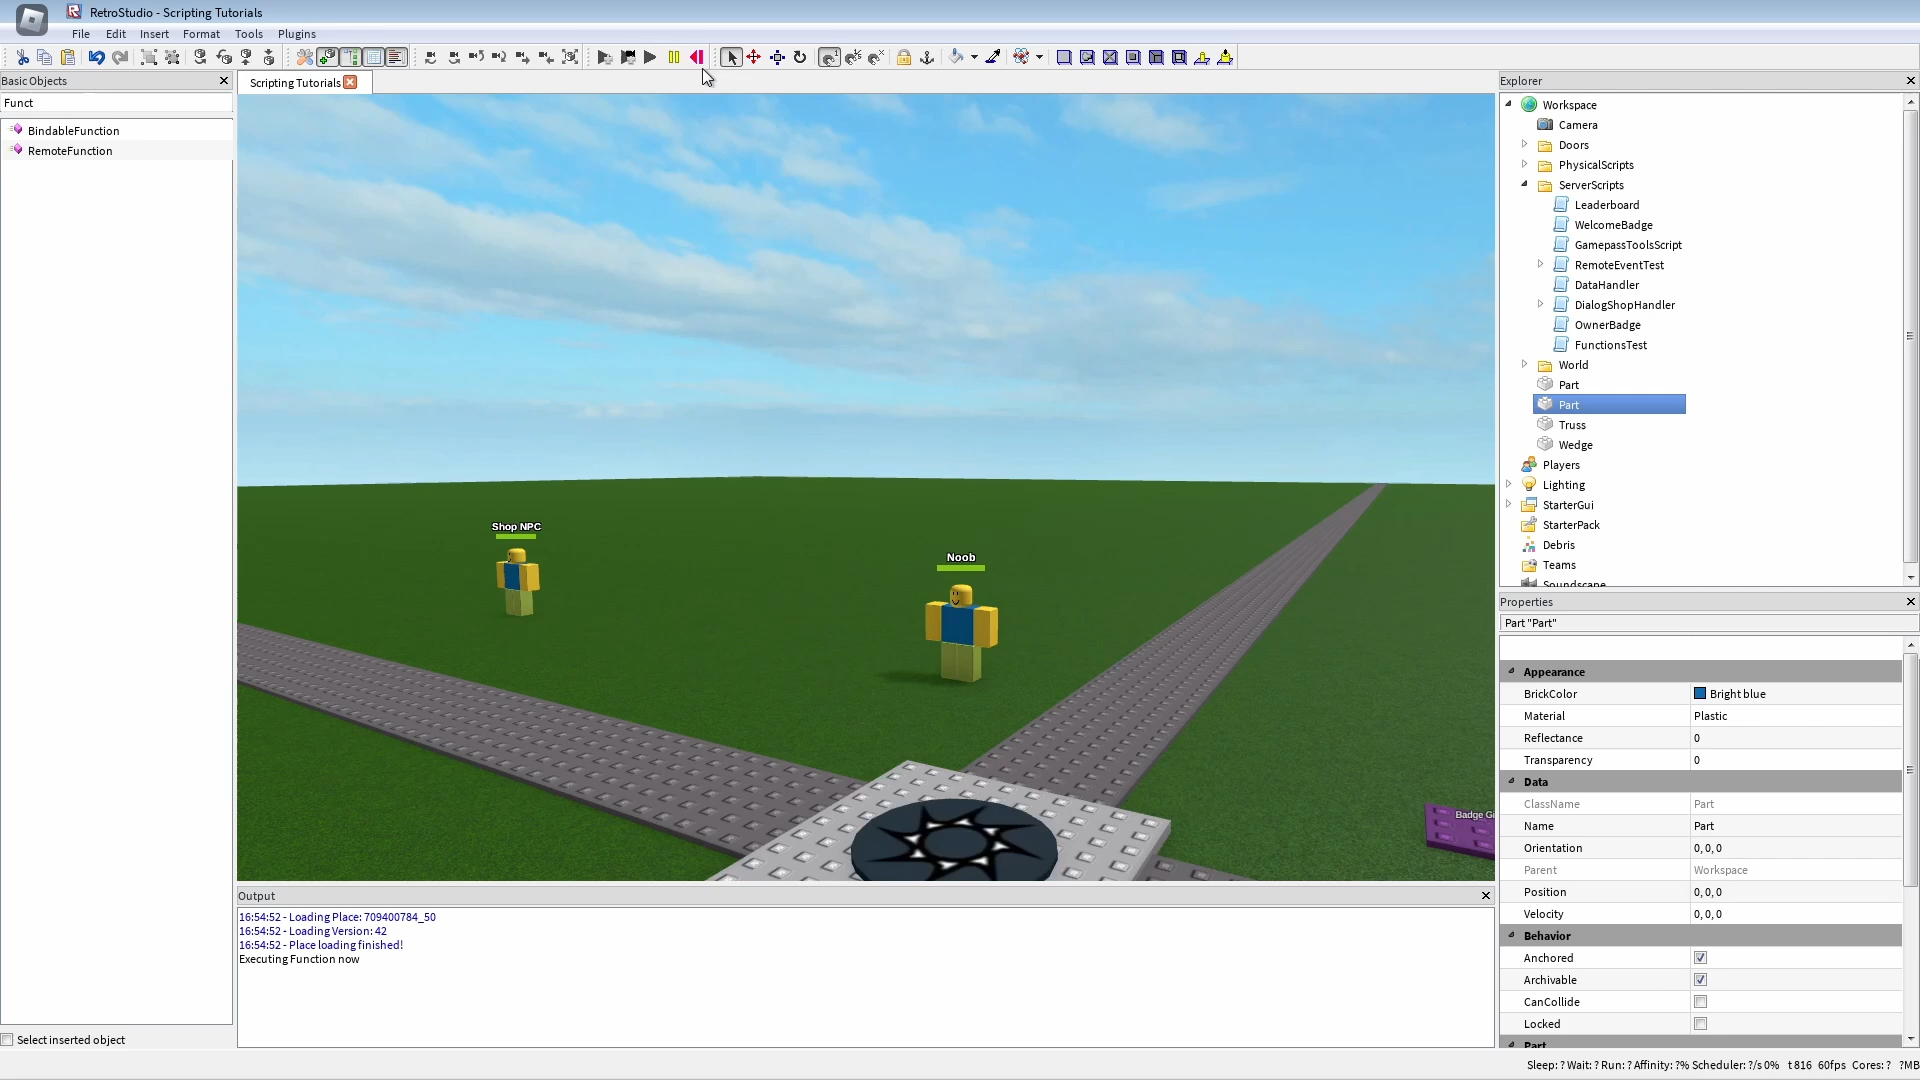 RetroStudio - Scripting Tutorials
File Edit Insert Format Tools Plugins
Basic Objects
Funct
BindableFunction
RemoteFunction
Select inserted object
Scripting Tutorials
Shop NPC
Noob
Badge Gi
Output
16:54:52 - Loading Place: 709400784_50
16:54:52 - Loading Version: 42
16:54:52 - Place loading finished!
Executing Function now
Explorer
Workspace
Camera
Doors
PhysicalScripts
ServerScripts
Leaderboard
WelcomeBadge
GamepassToolsScript
RemoteEventTest
DataHandler
DialogShopHandler
OwnerBadge
FunctionsTest
World
Part
Part
Truss
Wedge
Players
Lighting
StarterGui
StarterPack
Debris
Teams
Soundscape
Properties
Part "Part"
Appearance
BrickColor Bright blue
Material Plastic
Reflectance 0
Transparency 0
Data
ClassName Part
Name Part
Orientation 0, 0, 0
Parent Workspace
Position 0, 0, 0
Velocity 0, 0, 0
Behavior
Anchored
Archivable
CanCollide
Locked
Part
Sleep: ? Wait: ? Run: ? Affinity: ?% Scheduler: ?/s 0% t 816 60fps Cores: ? ?MB